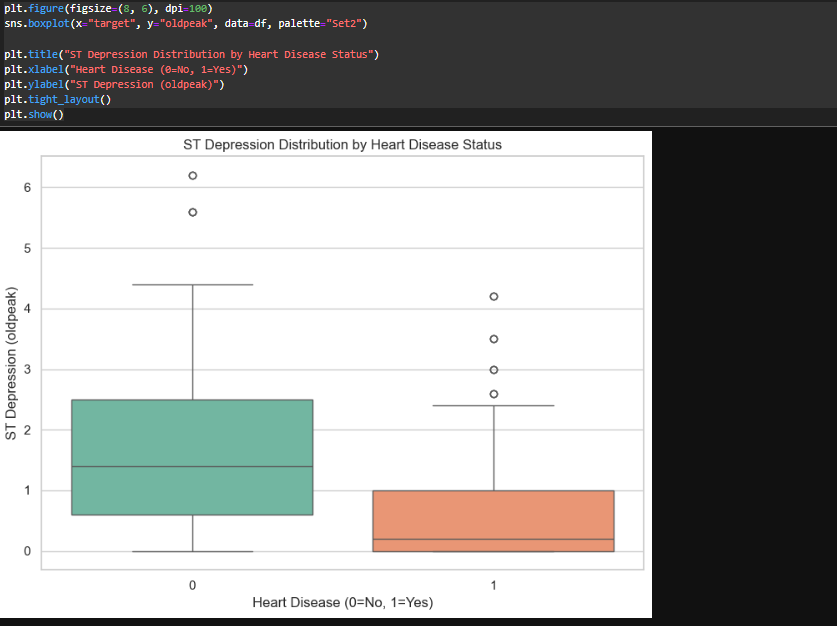 plt.figure(figsize=(8, 6), dpi=100)
sns.boxplot(x="target", y="oldpeak", data=df, palette="Set2")
plt.title("ST Depression Distribution by Heart Disease Status")
plt.xlabel("Heart Disease (0=No, 1=Yes)")
plt.ylabel("ST Depression (oldpeak)")
plt.tight_layout()
plt.show()
ST Depression Distribution by Heart Disease Status
ST Depression (oldpeak)
6
5
4
3
2
1
0
0 1
Heart Disease (0=No, 1=Yes)